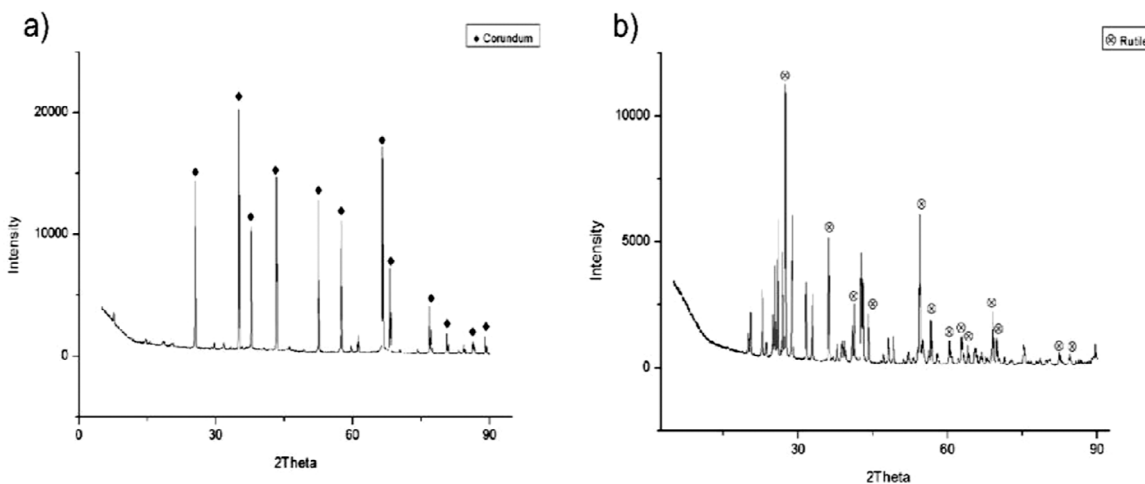 a)
Corundum
20000
10000
0
Intensity
0 30 60 90
2Theta
b)
Rutile
10000
5000
0
Intensity
30 60 90
2Theta